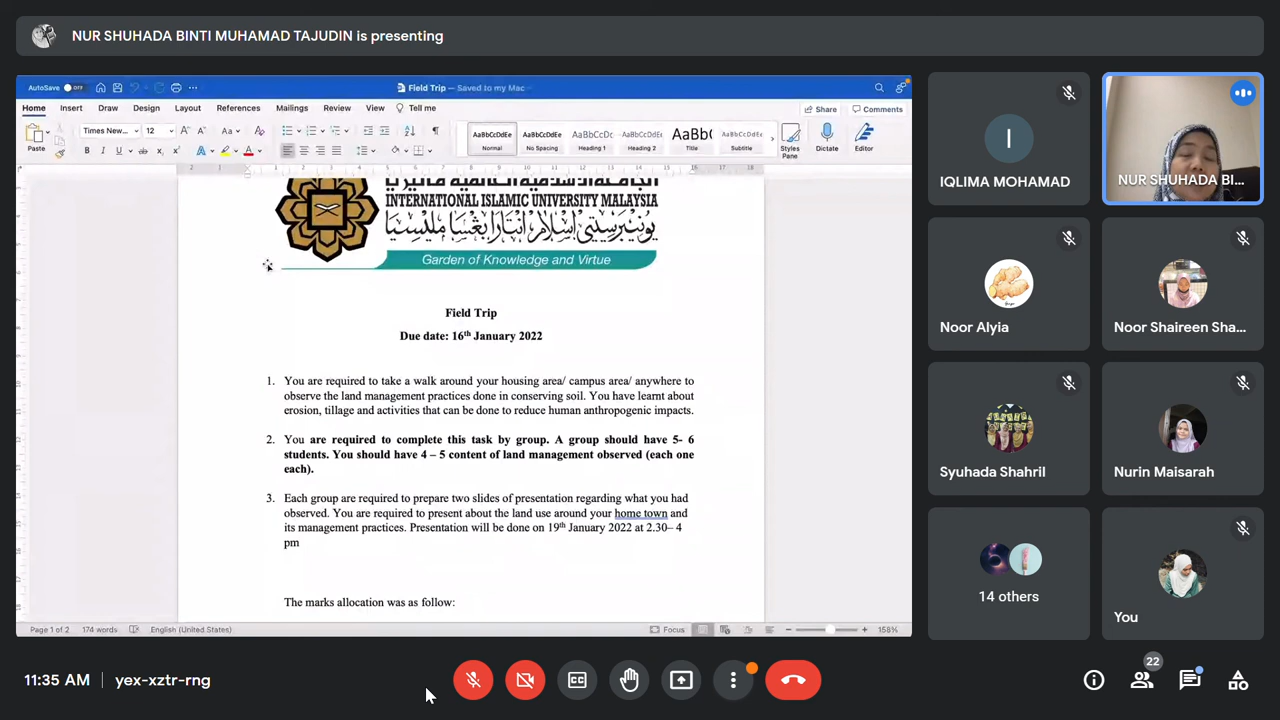 NUR SHUHADA BINTI MUHAMAD TAJUDIN is presenting
AutoSave OFF
Field Trip — Saved to my Mac
Home Insert Draw Design Layout References Mailings Review View Tell me
Share Comments
Paste
Times New... 12
AaBbCcDdEe AaBbCcDdEe AaBbCcDc AaBbCcDdEe AaBbC AaBbCcDdEe
Normal No Spacing Heading 1 Heading 2 Title Subtitle
Styles Pane
Dictate
Editor
INTERNATIONAL ISLAMIC UNIVERSITY MALAYSIA
يونيبرسيتي اسلام انتارابغسا مليسيا
Garden of Knowledge and Virtue
Field Trip
Due date: 16th January 2022
1. You are required to take a walk around your housing area/ campus area/ anywhere to
observe the land management practices done in conserving soil. You have learnt about
erosion, tillage and activities that can be done to reduce human anthropogenic impacts.
2. You are required to complete this task by group. A group should have 5- 6
students. You should have 4 – 5 content of land management observed (each one
each).
3. Each group are required to prepare two slides of presentation regarding what you had
observed. You are required to present about the land use around your home town and
its management practices. Presentation will be done on 19th January 2022 at 2.30– 4
pm
The marks allocation was as follow:
Page 1 of 2 174 words English (United States) Focus 158%
I
IQLIMA MOHAMAD
NUR SHUHADA BI...
Noor Alyia
Noor Shaireen Sha...
Syuhada Shahril
Nurin Maisarah
14 others
You
11:35 AM yex-xztr-rng
22